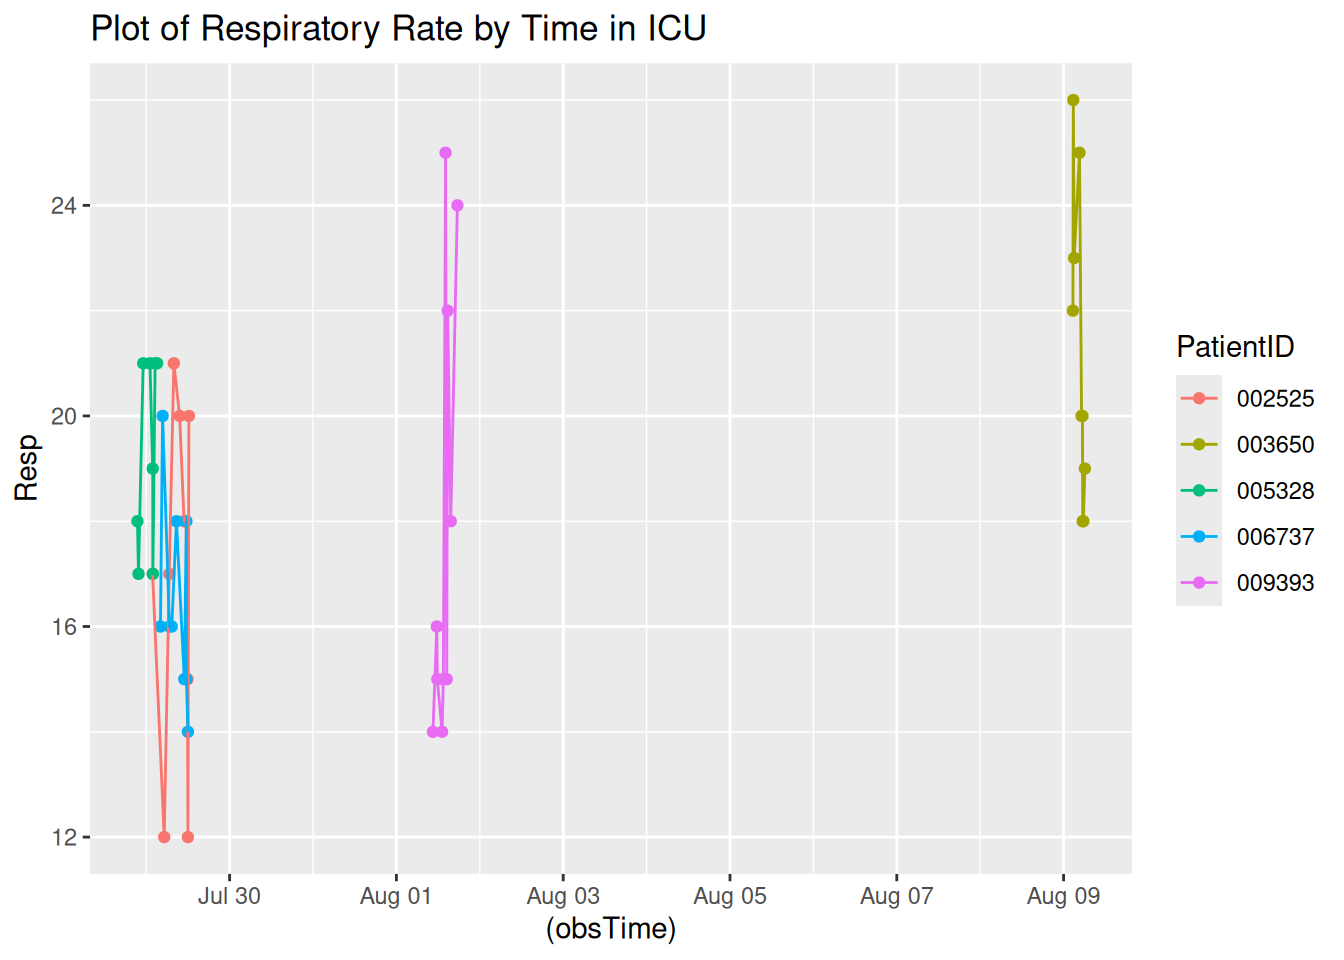 Plot of Respiratory Rate by Time in ICU
24
20
16
12
Resp
Jul 30
Aug 01
Aug 03
Aug 05
Aug 07
Aug 09
(obsTime)
PatientID
002525
003650
005328
006737
009393